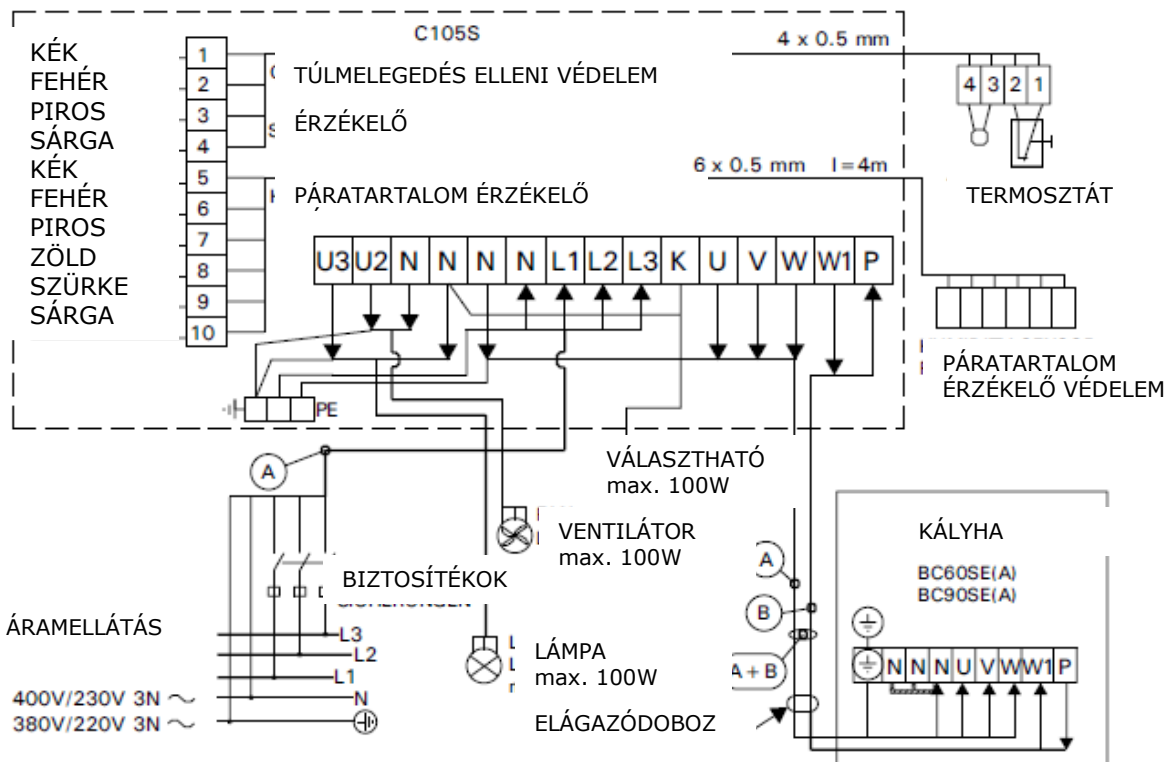 C105S
4 x 0.5 mm
KÉK
FEHÉR
PIROS
SÁRGA
KÉK
FEHÉR
PIROS
ZÖLD
SZÜRKE
SÁRGA
1
2
3
4
5
6
7
8
9
10
TÚLMELEGEDÉS ELLENI VÉDELEM
ÉRZÉKELŐ
PÁRATARTALOM ÉRZÉKELŐ
4 3 2 1
6 x 0.5 mm l=4m
TERMOSZTÁT
U3 U2 N N N N L1 L2 L3 K U V W W1 P
PÁRATARTALOM
ÉRZÉKELŐ VÉDELEM
PE
A
VÁLASZTHATÓ
max. 100W
VENTILÁTOR
max. 100W
BIZTOSÍTÉKOK
A
B
A+B
KÁLYHA
BC60SE(A)
BC90SE(A)
ÁRAMELLÁTÁS
L3
L2
L1
N
400V/230V 3N ~
380V/220V 3N ~
LÁMPA
max. 100W
ELÁGAZÓDOBOZ
N N N U V W W1 P